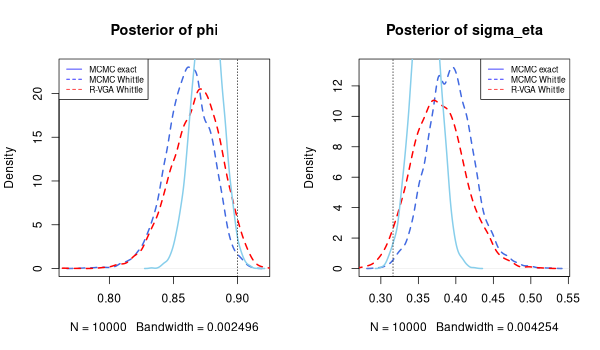 Posterior of phi
Density
MCMC exact
MCMC Whittle
R-VGA Whittle
0
5
10
15
20
0.80
0.85
0.90
N = 10000 Bandwidth = 0.002496
Posterior of sigma_eta
Density
MCMC exact
MCMC Whittle
R-VGA Whittle
0
2
4
6
8
10
12
0.30
0.35
0.40
0.45
0.50
0.55
N = 10000 Bandwidth = 0.004254